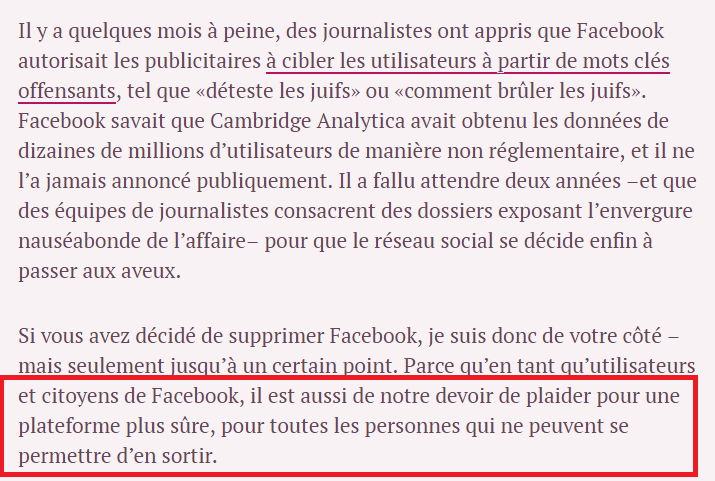 Il y a quelques mois à peine, des journalistes ont appris que Facebook
autorisait les publicitaires à cibler les utilisateurs à partir de mots clés
offensants, tel que «déteste les juifs» ou «comment brûler les juifs».
Facebook savait que Cambridge Analytica avait obtenu les données de
dizaines de millions d’utilisateurs de manière non réglementaire, et il ne
l’a jamais annoncé publiquement. Il a fallu attendre deux années –et que
des équipes de journalistes consacrent des dossiers exposant l’envergure
nauséabonde de l’affaire– pour que le réseau social se décide enfin à
passer aux aveux.
Si vous avez décidé de supprimer Facebook, je suis donc de votre côté –
mais seulement jusqu’à un certain point. Parce qu’en tant qu’utilisateurs
et citoyens de Facebook, il est aussi de notre devoir de plaider pour une
plateforme plus sûre, pour toutes les personnes qui ne peuvent se
permettre d’en sortir.